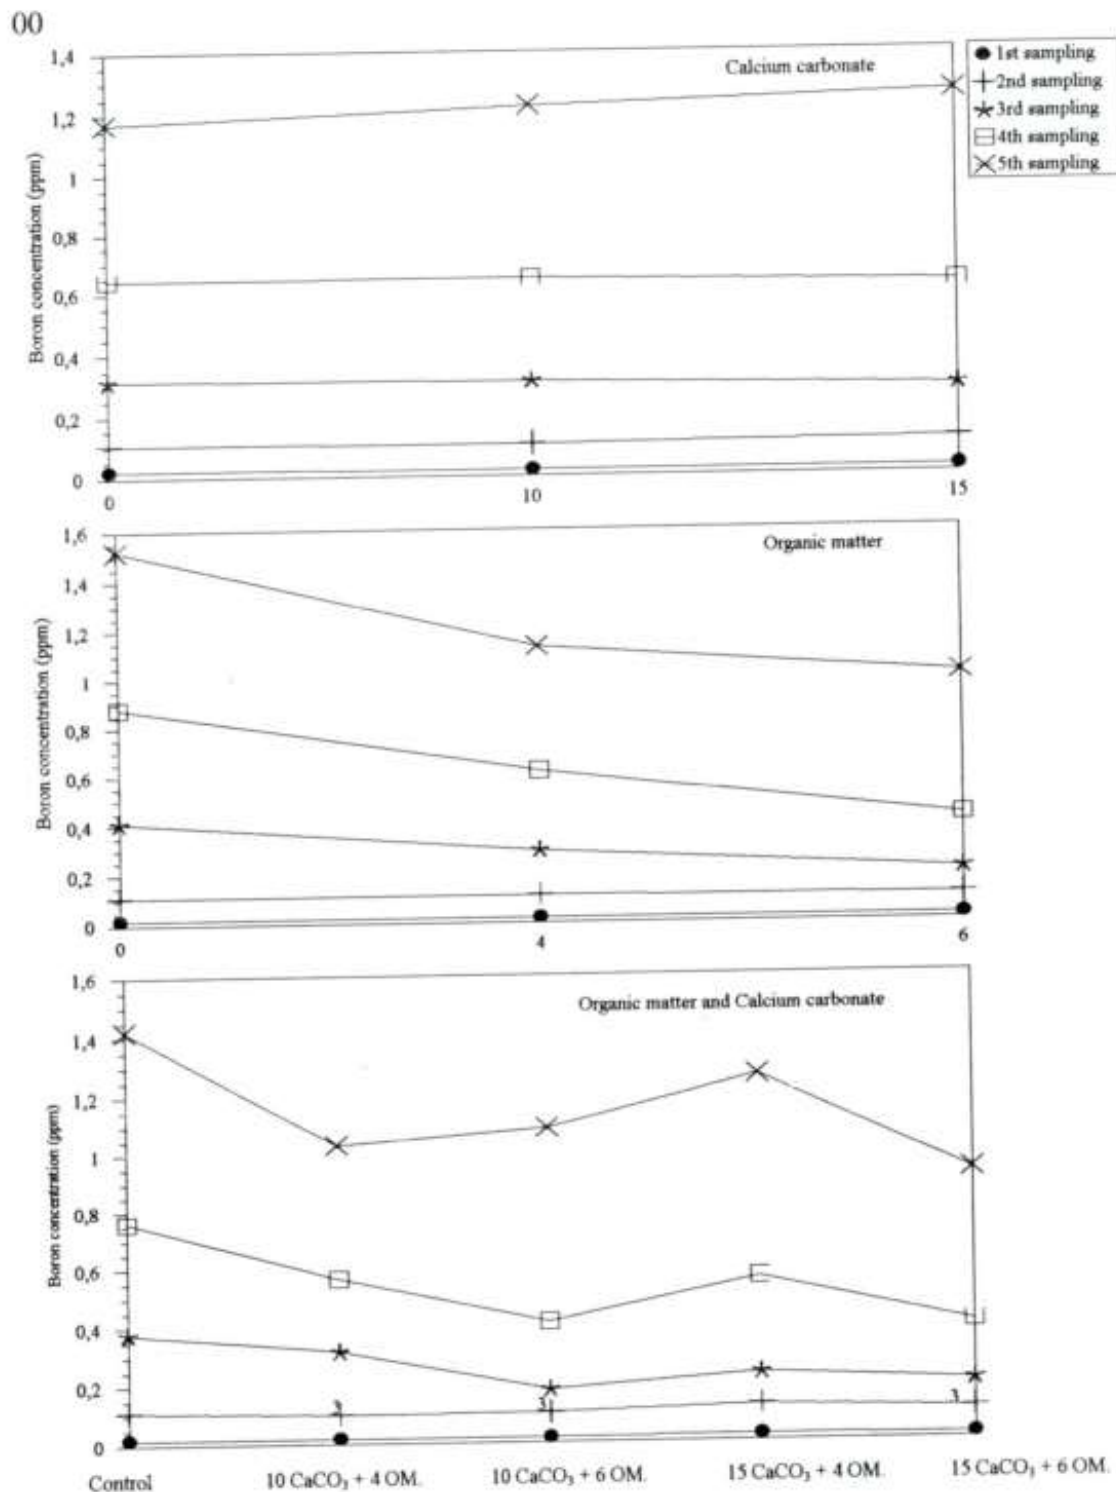 00
1,4
1,2
1
0,8
0,6
0,4
0,2
0
Boron concentration (ppm)
Calcium carbonate
1st sampling
2nd sampling
3rd sampling
4th sampling
5th sampling
0
10
15
1,6
1,4
1,2
1
0,8
0,6
0,4
0,2
0
Boron concentration (ppm)
Organic matter
0
4
6
1,6
1,4
1,2
1
0,8
0,6
0,4
0,2
0
Boron concentration (ppm)
Organic matter and Calcium carbonate
3
3
3
Control
10 CaCO₃ + 4 OM.
10 CaCO₃ + 6 OM.
15 CaCO₃ + 4 OM.
15 CaCO₃ + 6 OM.